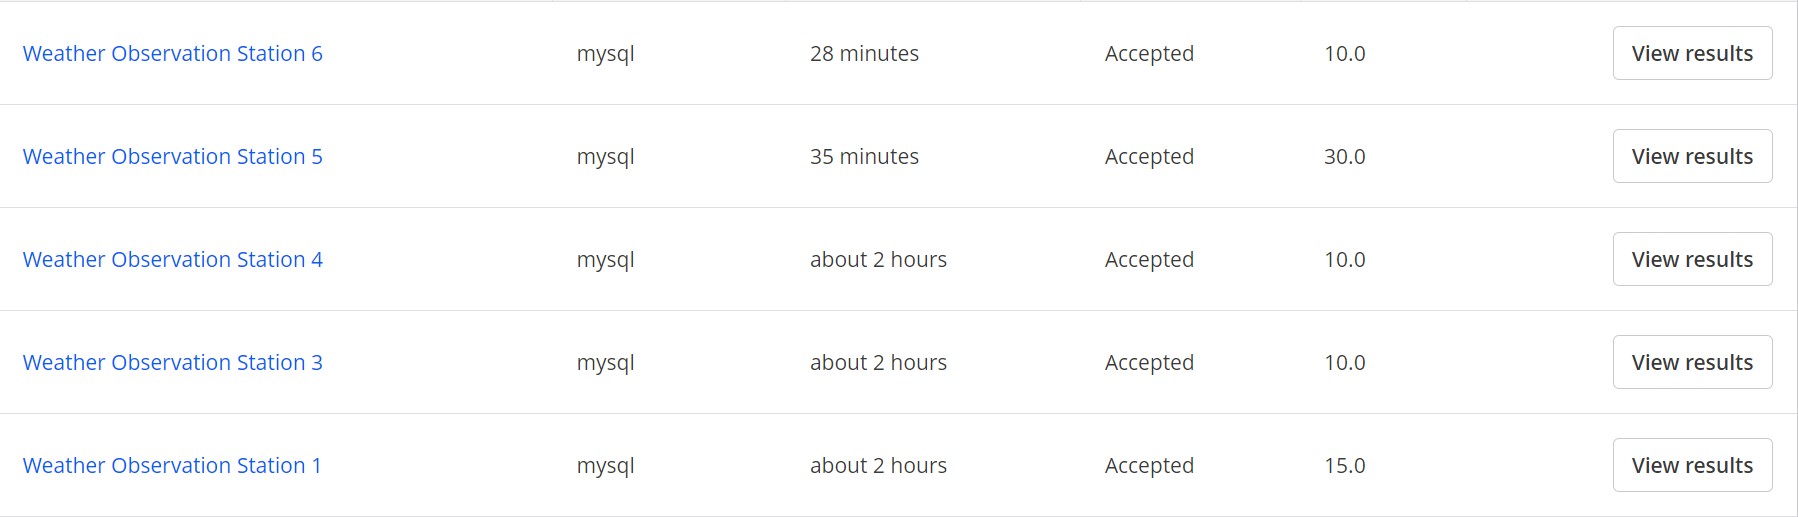 Weather Observation Station 6 mysql 28 minutes Accepted 10.0 View results
Weather Observation Station 5 mysql 35 minutes Accepted 30.0 View results
Weather Observation Station 4 mysql about 2 hours Accepted 10.0 View results
Weather Observation Station 3 mysql about 2 hours Accepted 10.0 View results
Weather Observation Station 1 mysql about 2 hours Accepted 15.0 View results